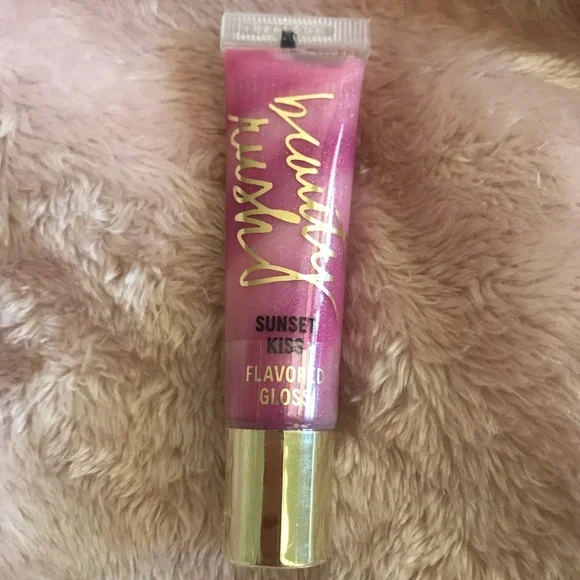 beauty
rush
SUNSET
KISS
FLAVORED
GLOSS